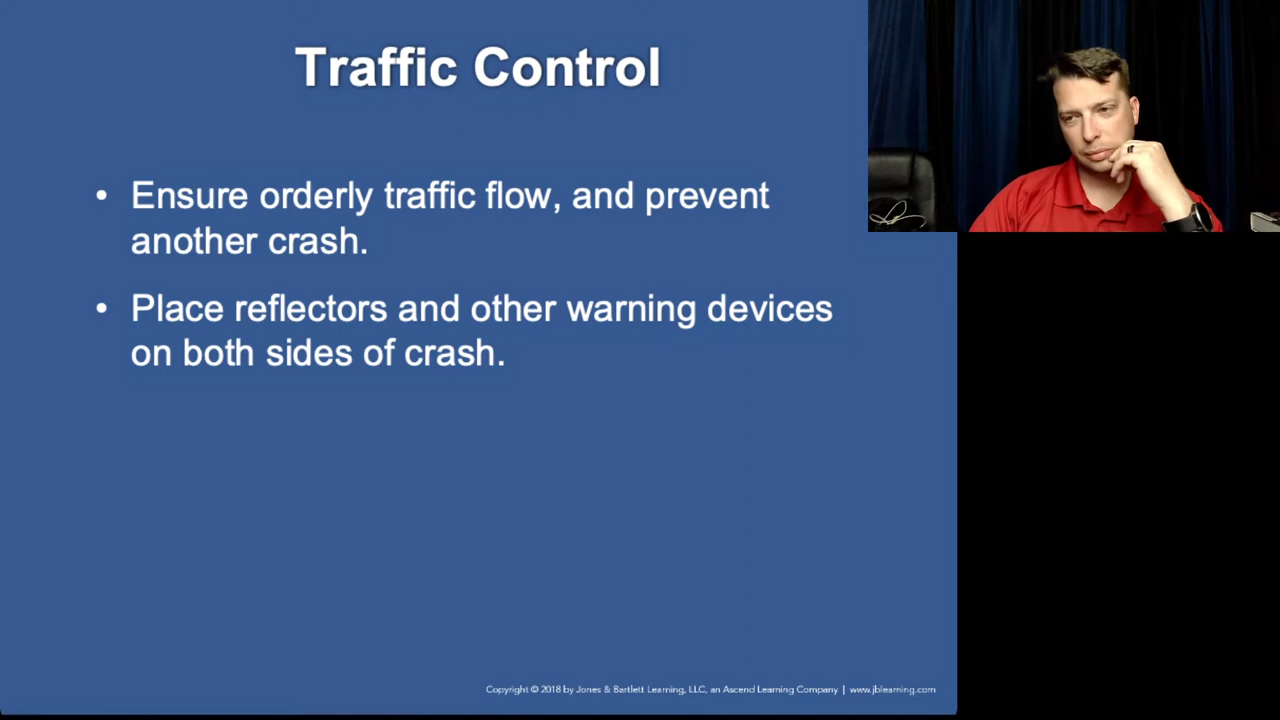 Traffic Control
• Ensure orderly traffic flow, and prevent
another crash.
• Place reflectors and other warning devices
on both sides of crash.
Copyright © 2018 by Jones & Bartlett Learning, LLC, an Ascend Learning Company | www.jblearning.com